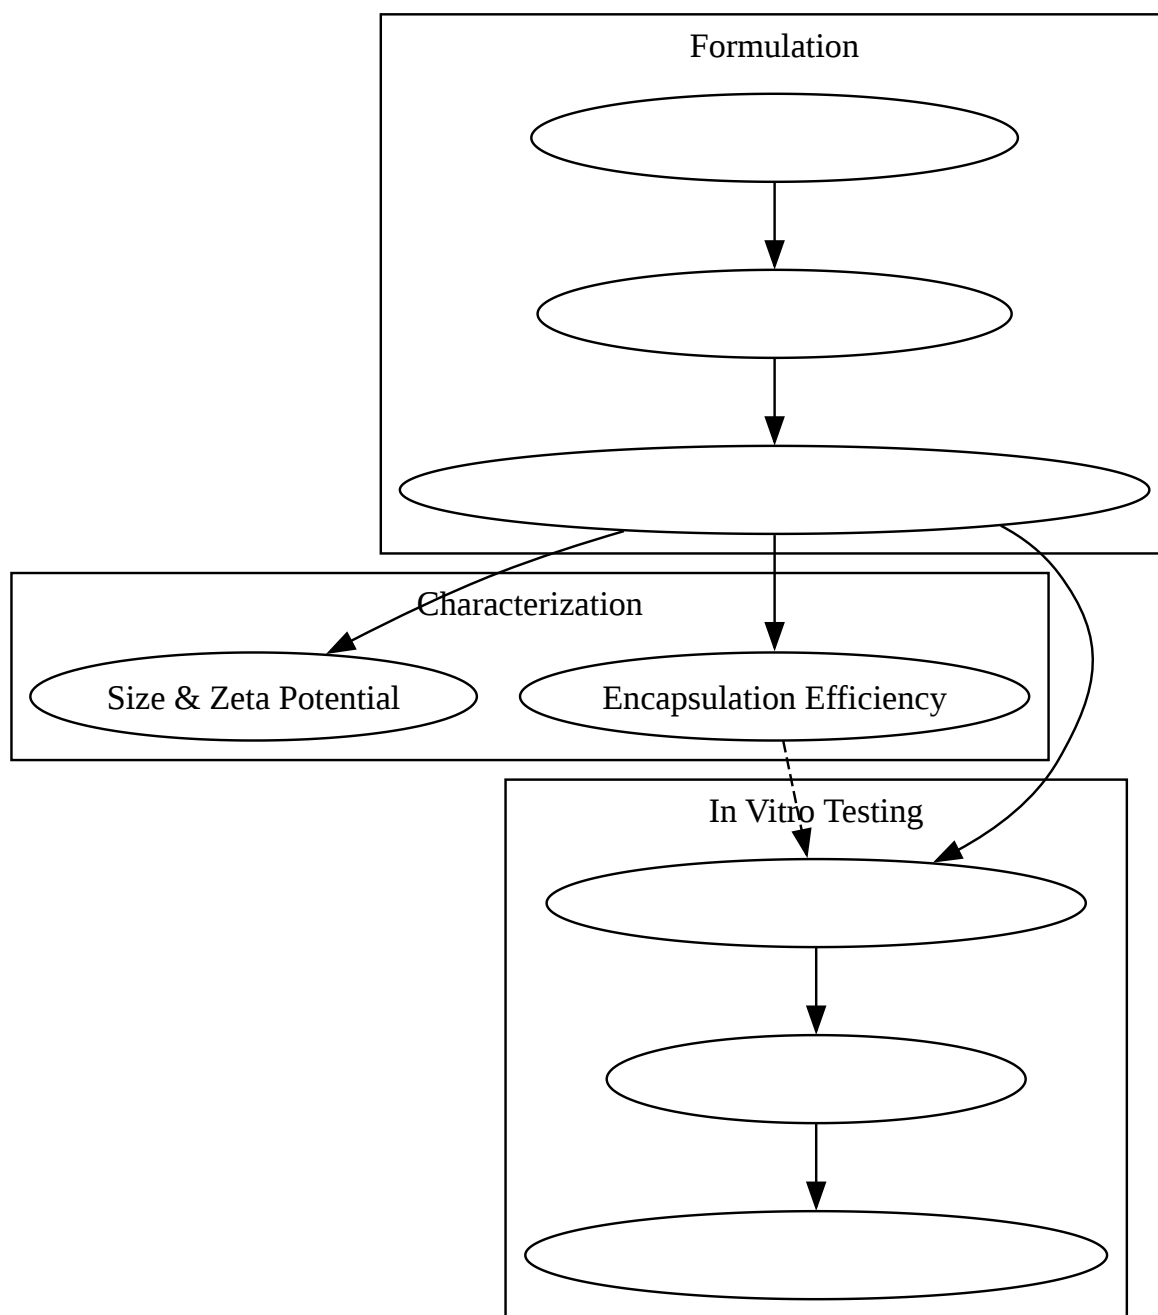 Formulation
Characterization
Size & Zeta Potential
Encapsulation Efficiency
In Vitro Testing